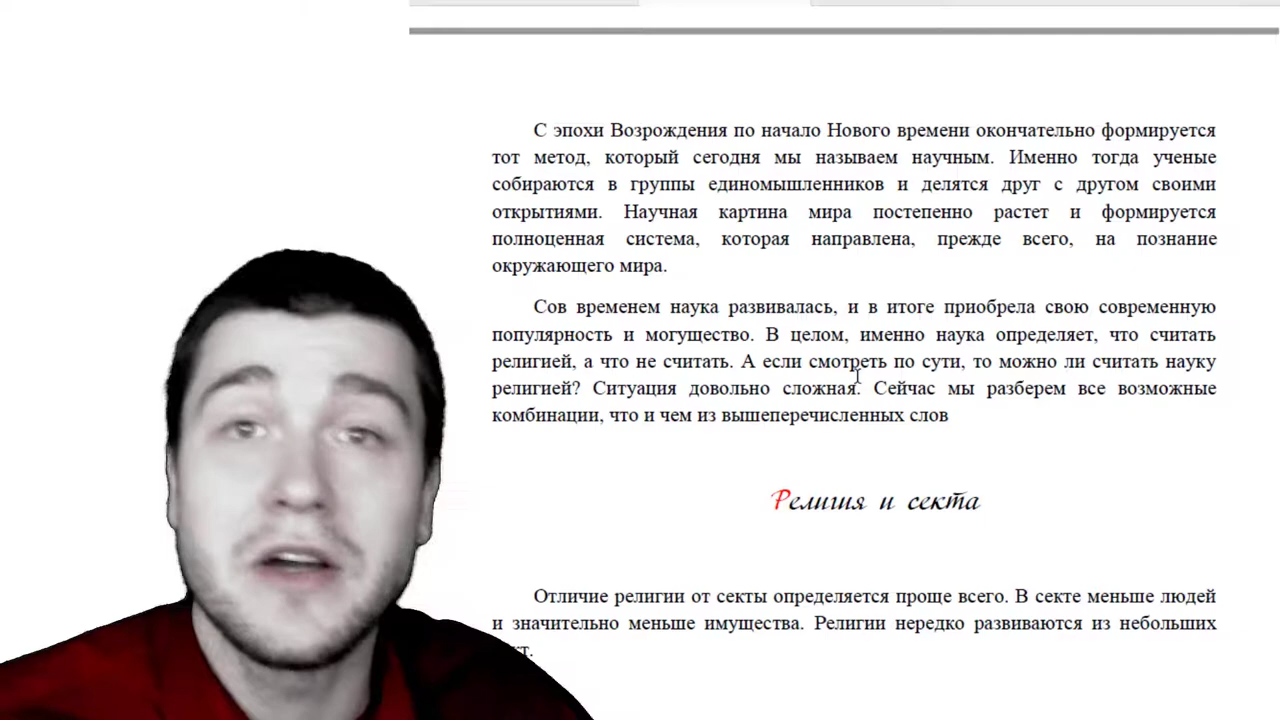 С эпохи Возрождения по начало Нового времени окончательно формируется
тот метод, который сегодня мы называем научным. Именно тогда ученые
собираются в группы единомышленников и делятся друг с другом своими
открытиями. Научная картина мира постепенно растет и формируется
полноценная система, которая направлена, прежде всего, на познание
окружающего мира.
Сов временем наука развивалась, и в итоге приобрела свою современную
популярность и могущество. В целом, именно наука определяет, что считать
религией, а что не считать. А если смотреть по сути, то можно ли считать науку
религией? Ситуация довольно сложная. Сейчас мы разберем все возможные
комбинации, что и чем из вышеперечисленных слов
Религия и секта
Отличие религии от секты определяется проще всего. В секте меньше людей
и значительно меньше имущества. Религии нередко развиваются из небольших